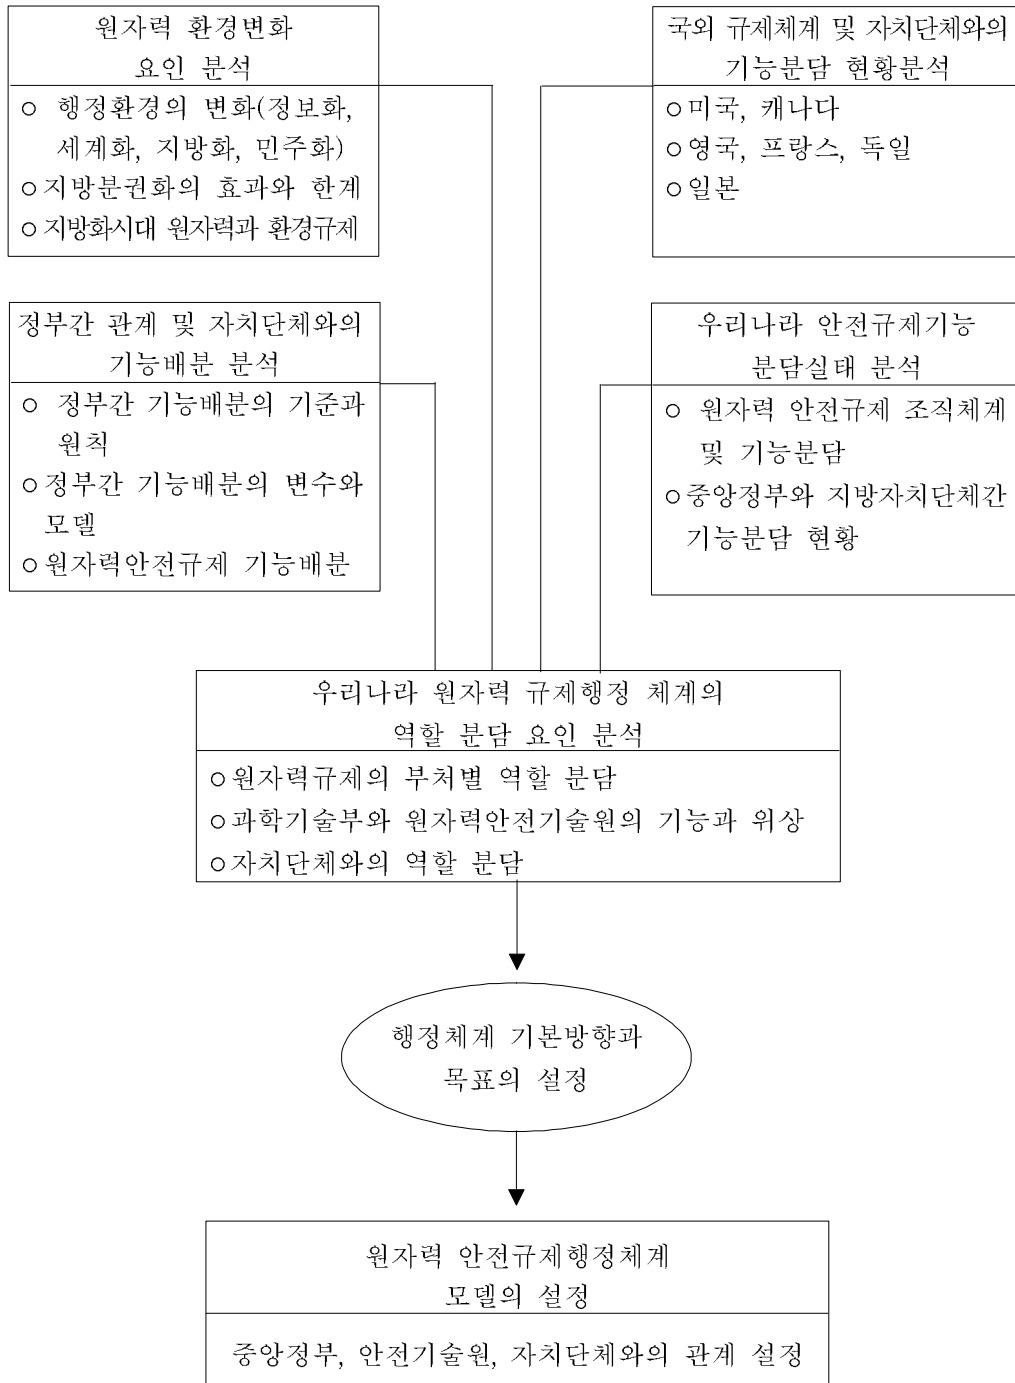 원자력 환경변화
요인 분석
○ 행정환경의 변화(정보화,
세계화, 지방화, 민주화)
○지방분권화의 효과와 한계
○지방화시대 원자력과 환경규제
국외 규제체계 및 자치단체와의
기능분담 현황분석
○미국, 캐나다
○영국, 프랑스, 독일
○일본
정부간 관계 및 자치단체와의
기능배분 분석
○ 정부간 기능배분의 기준과
원칙
○정부간 기능배분의 변수와
모델
○원자력안전규제 기능배분
우리나라 안전규제기능
분담실태 분석
○ 원자력 안전규제 조직체계
및 기능분담
○중앙정부와 지방자치단체간
기능분담 현황
우리나라 원자력 규제행정 체계의
역할 분담 요인 분석
○원자력규제의 부처별 역할 분담
○과학기술부와 원자력안전기술원의 기능과 위상
○자치단체와의 역할 분담
행정체계 기본방향과
목표의 설정
원자력 안전규제행정체계
모델의 설정
중앙정부, 안전기술원, 자치단체와의 관계 설정